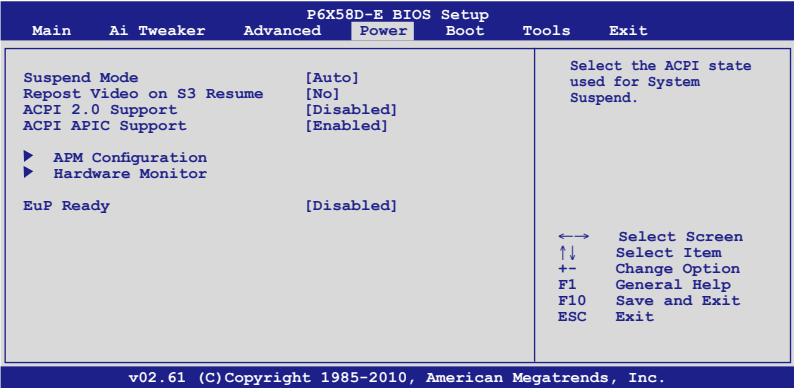 P6X58D-E BIOS Setup
Main Ai Tweaker Advanced Power Boot Tools Exit
Suspend Mode [Auto]
Repost Video on S3 Resume [No]
ACPI 2.0 Support [Disabled]
ACPI APIC Support [Enabled]
APM Configuration
Hardware Monitor
EuP Ready [Disabled]
Select the ACPI state
used for System
Suspend.
←→ Select Screen
↑↓ Select Item
+- Change Option
F1 General Help
F10 Save and Exit
ESC Exit
v02.61 (C)Copyright 1985-2010, American Megatrends, Inc.